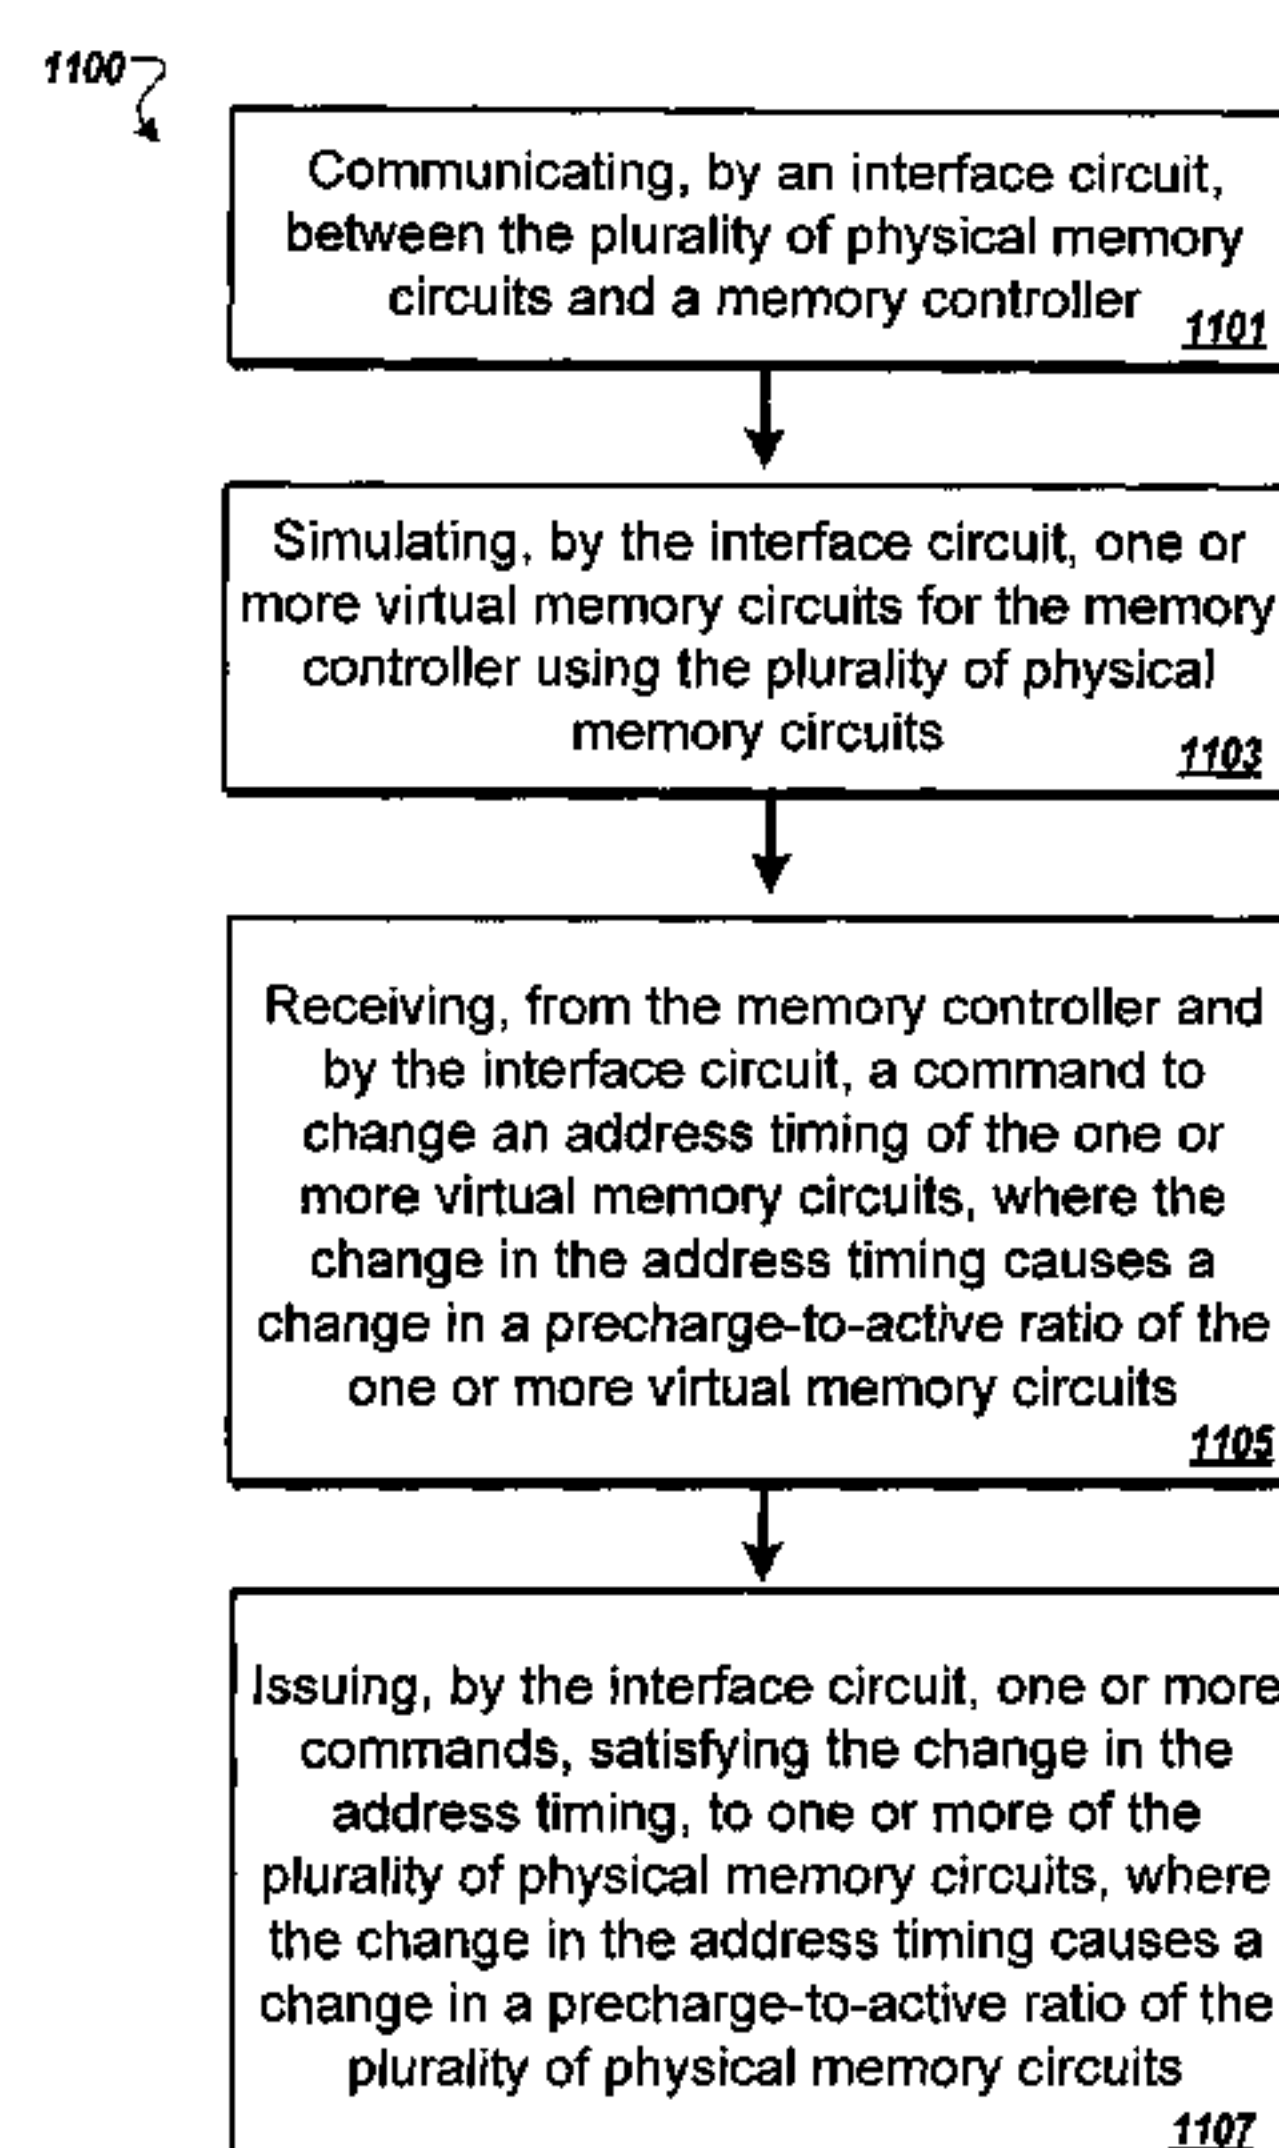 1100
Communicating, by an interface circuit,
between the plurality of physical memory
circuits and a memory controller
1101
Simulating, by the interface circuit, one or
more virtual memory circuits for the memory
controller using the plurality of physical
memory circuits
1103
Receiving, from the memory controller and
by the interface circuit, a command to
change an address timing of the one or
more virtual memory circuits, where the
change in the address timing causes a
change in a precharge-to-active ratio of the
one or more virtual memory circuits
1105
Issuing, by the interface circuit, one or more
commands, satisfying the change in the
address timing, to one or more of the
plurality of physical memory circuits, where
the change in the address timing causes a
change in a precharge-to-active ratio of the
plurality of physical memory circuits
1107